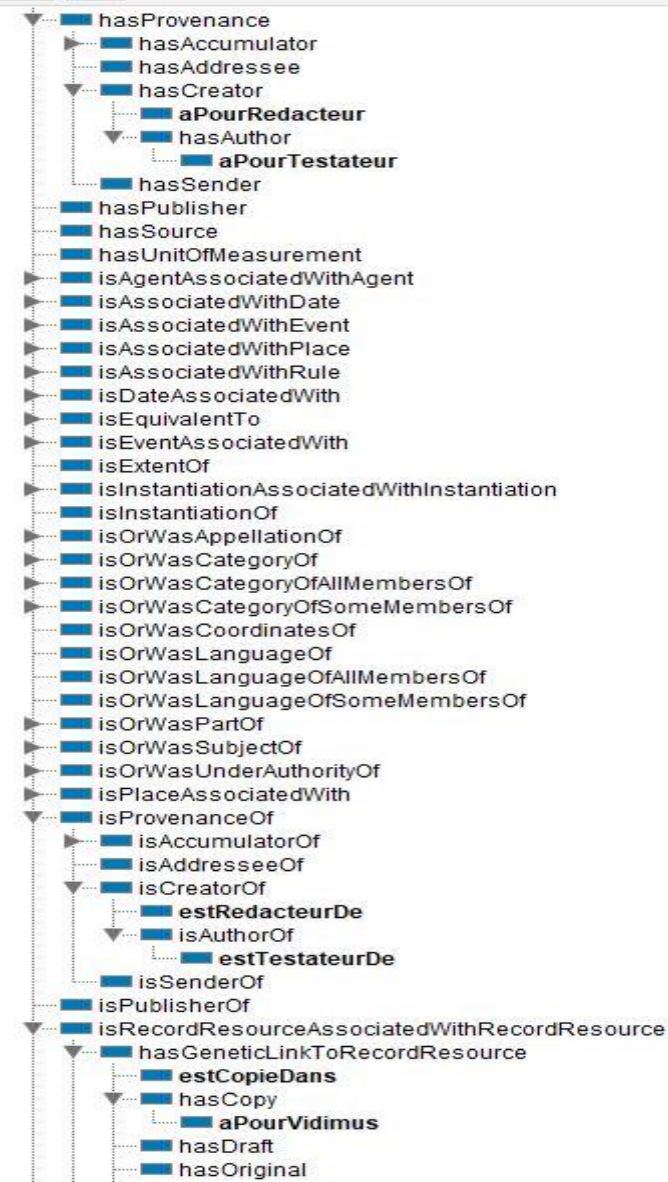 hasProvenance
hasAccumulator
hasAddressee
hasCreator
aPourRedacteur
hasAuthor
aPourTestateur
hasSender
hasPublisher
hasSource
hasUnitOfMeasurement
isAgentAssociatedWithAgent
isAssociatedWithDate
isAssociatedWithEvent
isAssociatedWithPlace
isAssociatedWithRule
isDateAssociatedWith
isEquivalentTo
isEventAssociatedWith
isExtentOf
isInstantiationAssociatedWithInstantiation
isInstantiationOf
isOrWasAppellationOf
isOrWasCategoryOf
isOrWasCategoryOfAllMembersOf
isOrWasCategoryOfSomeMembersOf
isOrWasCoordinatesOf
isOrWasLanguageOf
isOrWasLanguageOfAllMembersOf
isOrWasLanguageOfSomeMembersOf
isOrWasPartOf
isOrWasSubjectOf
isOrWasUnderAuthorityOf
isPlaceAssociatedWith
isProvenanceOf
isAccumulatorOf
isAddresseeOf
isCreatorOf
estRedacteurDe
isAuthorOf
estTestateurDe
isSenderOf
isPublisherOf
isRecordResourceAssociatedWithRecordResource
hasGeneticLinkToRecordResource
estCopieDans
hasCopy
aPourVidimus
hasDraft
hasOriginal